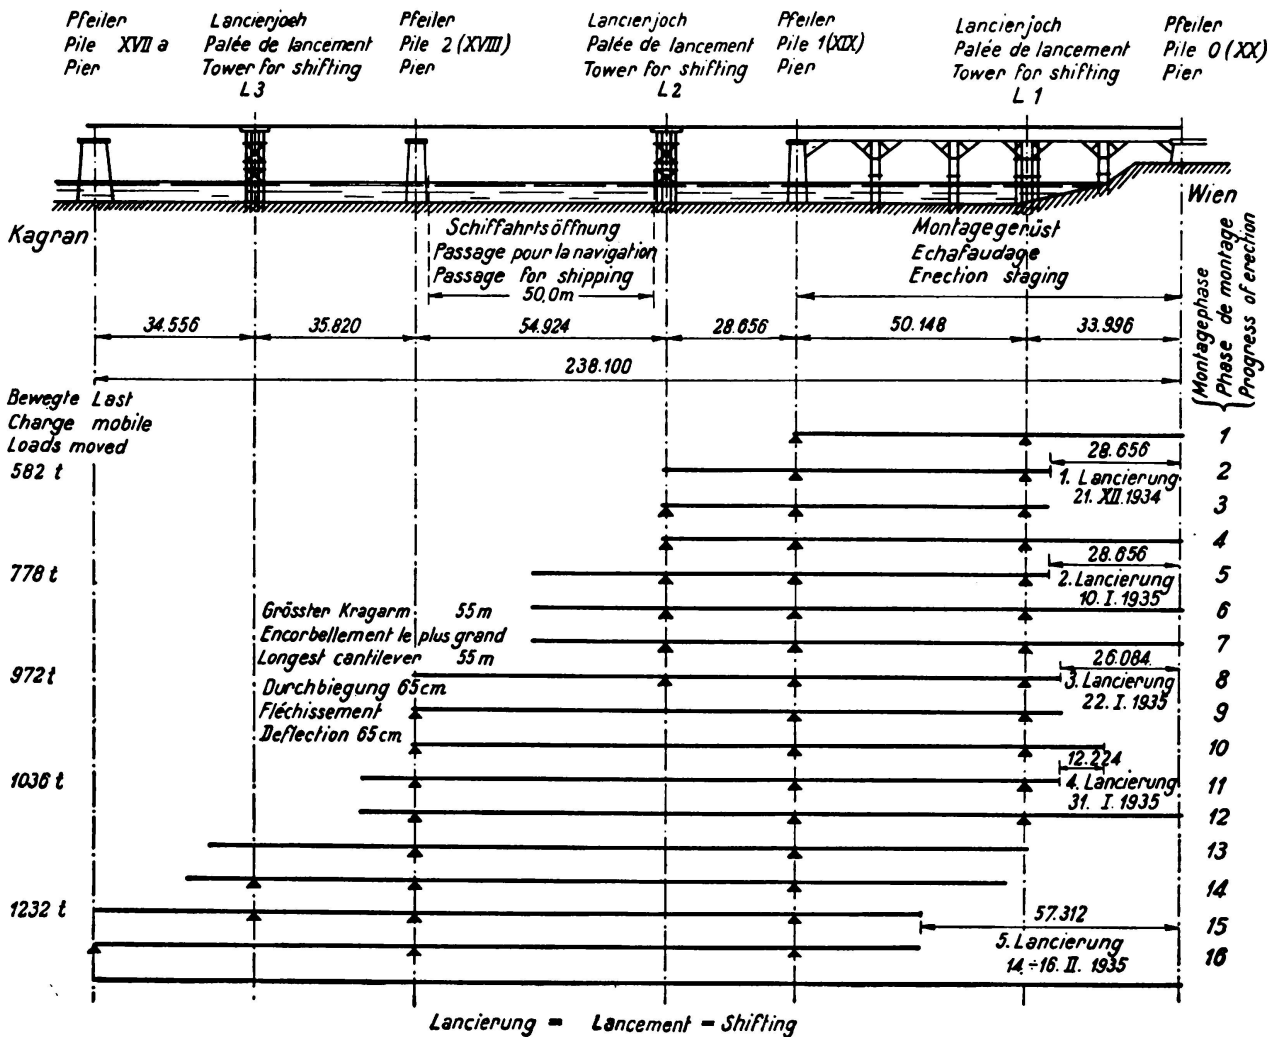 Pfeiler
Pile XVII a
Pier
Lancierjoch
Palée de lancement
Tower for shifting
L3
Pfeiler
Pile 2 (XVIII)
Pier
Lancierjoch
Palée de lancement
Tower for shifting
L2
Pfeiler
Pile 1 (XIX)
Pier
Lancierjoch
Palée de lancement
Tower for shifting
L 1
Pfeiler
Pile 0 (XX)
Pier
Kagran
Schiffahrtsöffnung
Passage pour la navigation
Passage for shipping
50,0m
Montagegerüst
Echafaudage
Erection staging
Wien
Montagephase
Phase de montage
Progress of erection
34.556
35.820
54.924
28.656
50.148
33.996
238.100
Bewegte Last
Charge mobile
Loads moved
1
28.656
582 t
2
1. Lancierung
21. XII. 1934
3
4
28.656
778 t
5
2. Lancierung
10. I. 1935
6
Grösster Kragarm 55 m
Encorbellement le plus grand
Longest cantilever 55 m
7
26.084
972 t
8
3. Lancierung
22. I. 1935
Durchbiegung 65 cm
Fléchissement
Deflection 65 cm
9
10
12.224
1036 t
11
4. Lancierung
31. I. 1935
12
13
14
1232 t
57.312
15
5. Lancierung
14.÷16. II. 1935
16
Lancierung = Lancement = Shifting